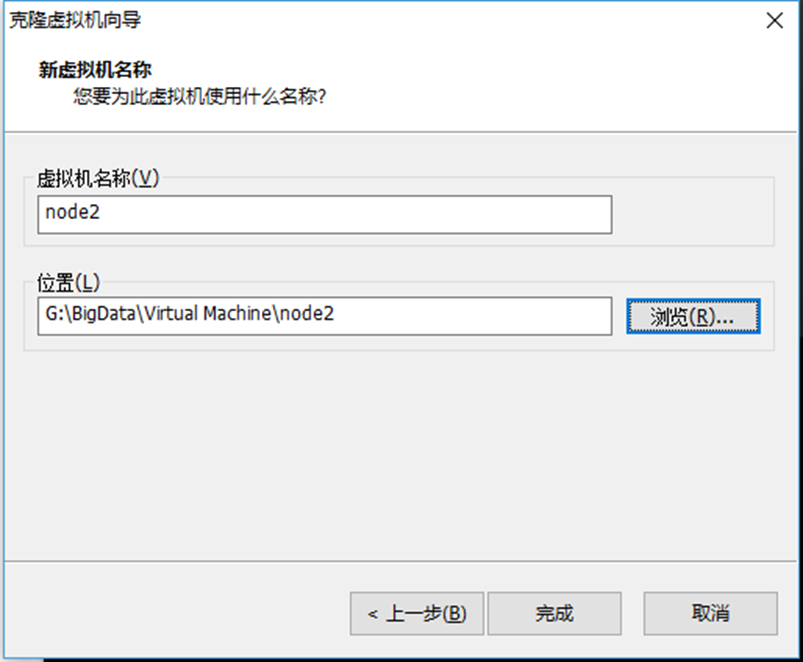 克隆虚拟机向导
新虚拟机名称
您要为此虚拟机使用什么名称?
虚拟机名称(V)
node2
位置(L)
G:\BigData\Virtual Machine\node2
浏览(R)...
< 上一步(B)
完成
取消